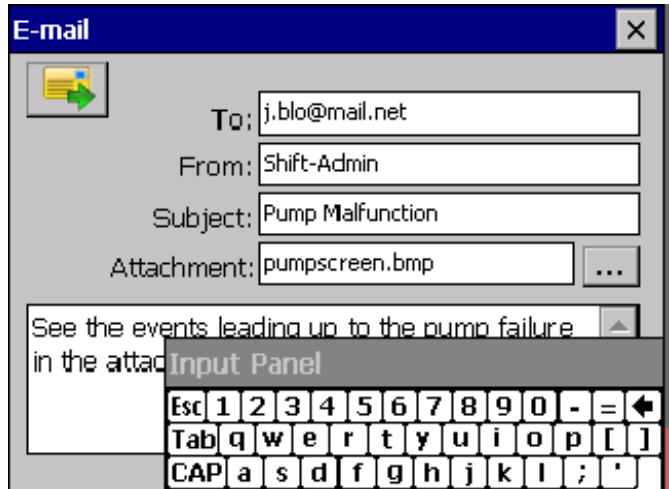 E-mail
To: j.blo@mail.net
From: Shift-Admin
Subject: Pump Malfunction
Attachment: pumpscreen.bmp ...
See the events leading up to the pump failure
in the attac
Input Panel
Esc 1 2 3 4 5 6 7 8 9 0 - =
Tab q w e r t y u i o p [ ]
CAP a s d f g h j k l ; '